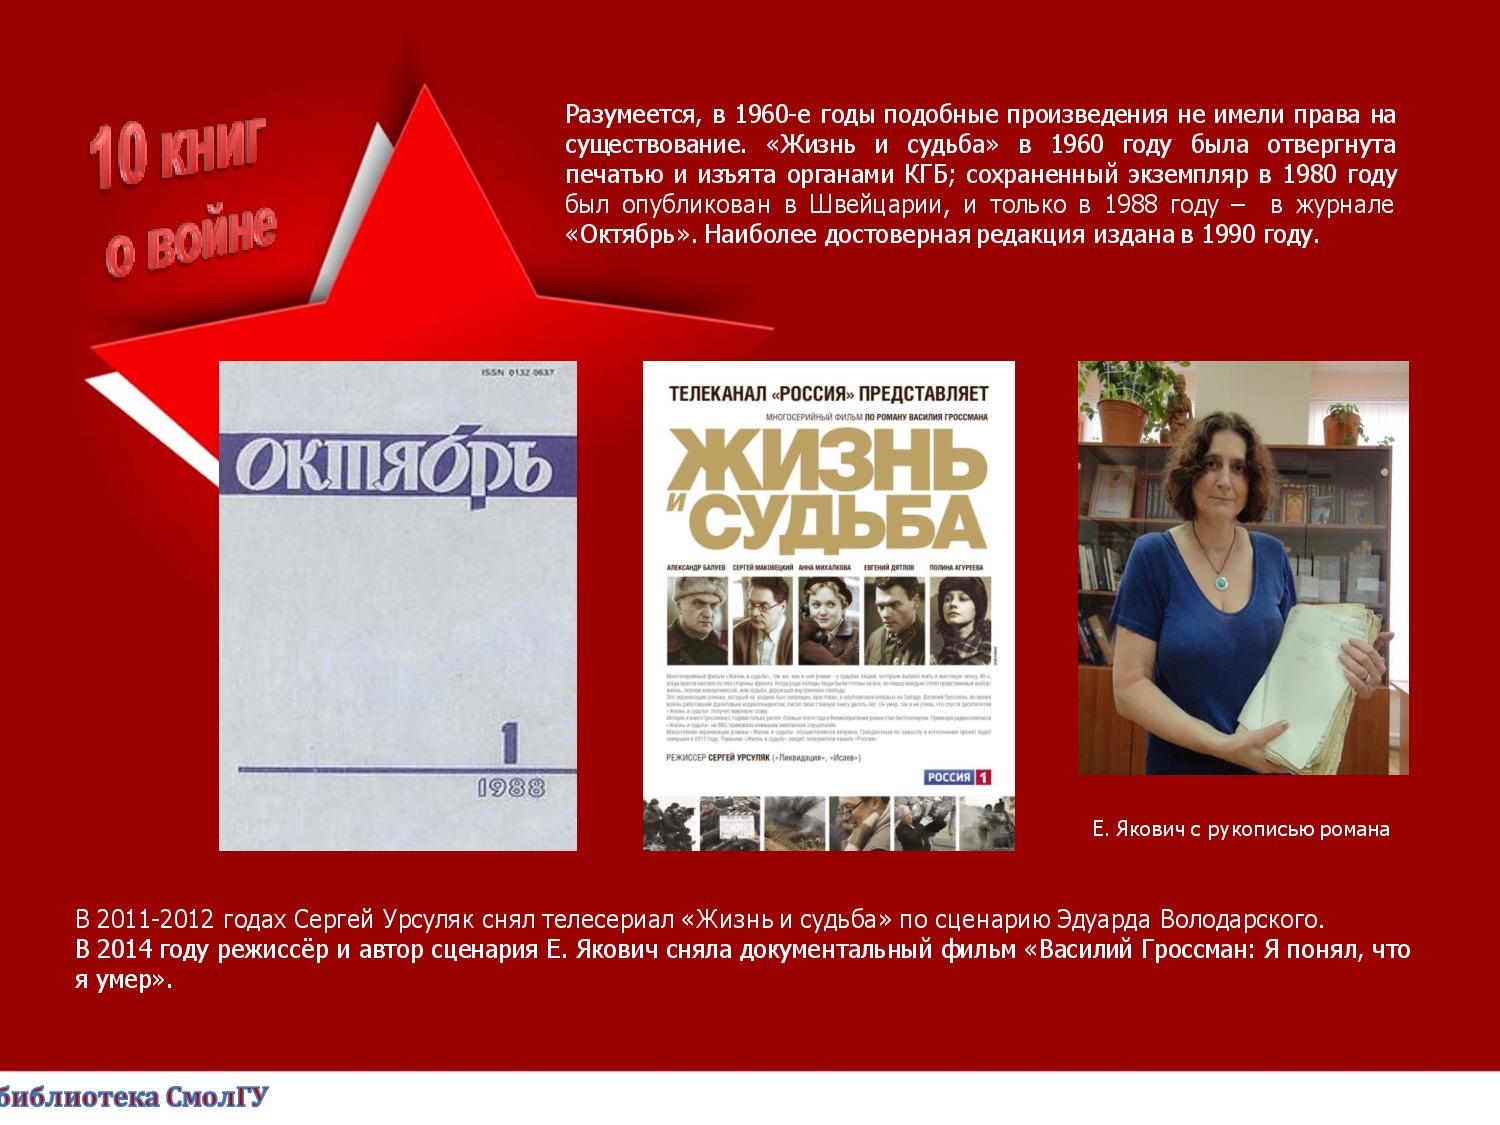 10 книг
о войне
Разумеется, в 1960-е годы подобные произведения не имели права на
существование. «Жизнь и судьба» в 1960 году была отвергнута
печатью и изъята органами КГБ; сохраненный экземпляр в 1980 году
был опубликован в Швейцарии, и только в 1988 году – в журнале
«Октябрь». Наиболее достоверная редакция издана в 1990 году.
ISSN 0132-0637
октябрь
1
1988
ТЕЛЕКАНАЛ «РОССИЯ» ПРЕДСТАВЛЯЕТ
МНОГОСЕРИЙНЫЙ ФИЛЬМ ПО РОМАНУ ВАСИЛИЯ ГРОССМАНА
ЖИЗНЬ
И СУДЬБА
АЛЕКСАНДР БАЛУЕВ СЕРГЕЙ МАКОВЕЦКИЙ АННА МИХАЛКОВА ЕВГЕНИЙ ДЯТЛОВ ПОЛИНА АГУРЕЕВА
РЕЖИССЕР СЕРГЕЙ УРСУЛЯК («Ликвидация», «Исаев»)
РОССИЯ 1
Е. Якович с рукописью романа
В 2011-2012 годах Сергей Урсуляк снял телесериал «Жизнь и судьба» по сценарию Эдуарда Володарского.
В 2014 году режиссёр и автор сценария Е. Якович сняла документальный фильм «Василий Гроссман: Я понял, что
я умер».
библиотека СмолГУ